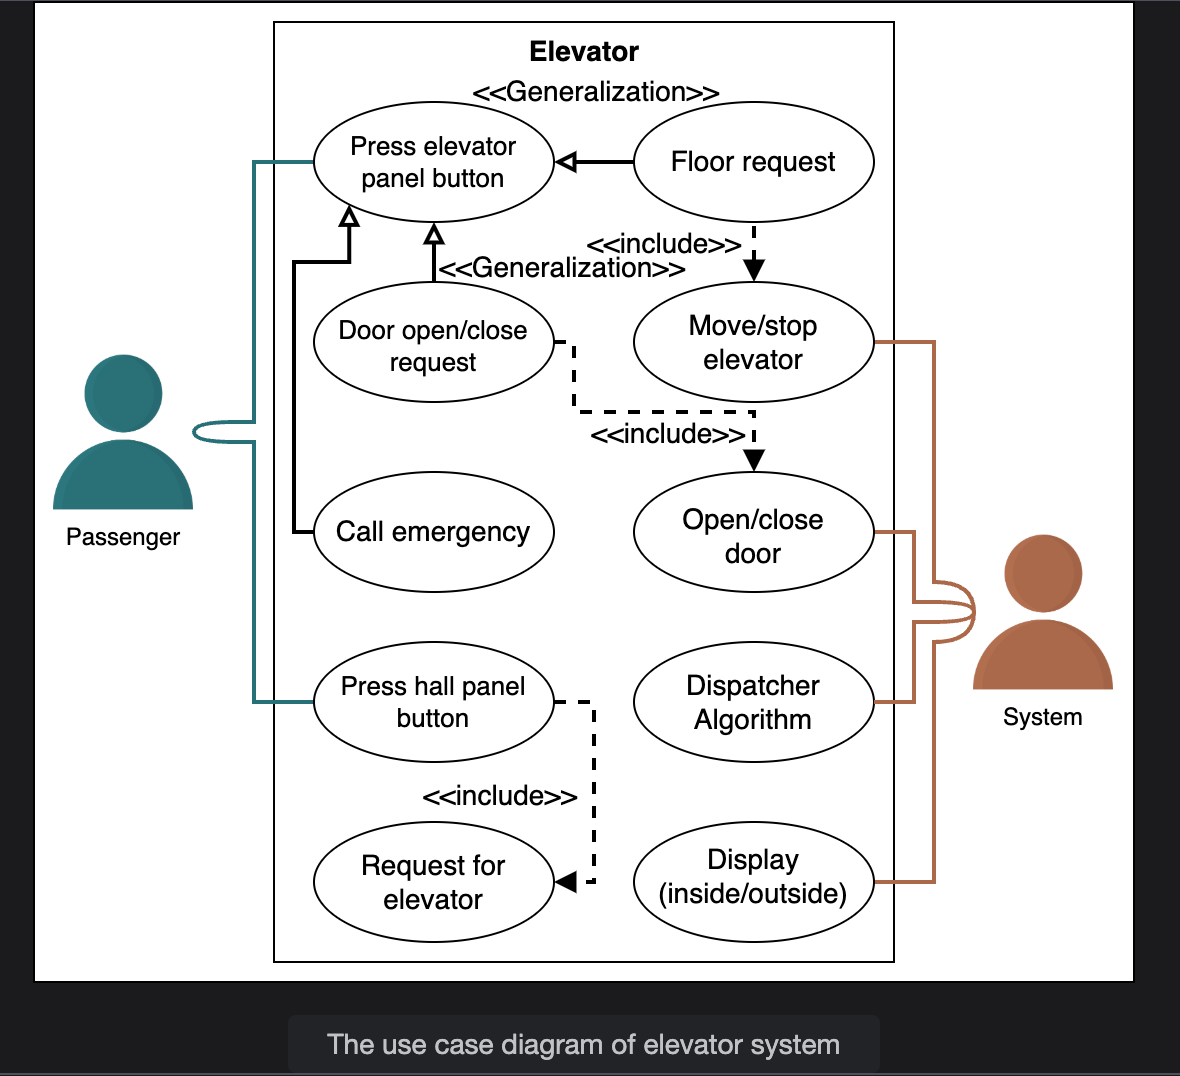 Elevator
<<Generalization>>
Press elevator
panel button
Floor request
<<include>>
<<Generalization>>
Door open/close
request
Move/stop
elevator
<<include>>
Passenger
Call emergency
Open/close
door
Press hall panel
button
Dispatcher
Algorithm
System
<<include>>
Request for
elevator
Display
(inside/outside)
The use case diagram of elevator system